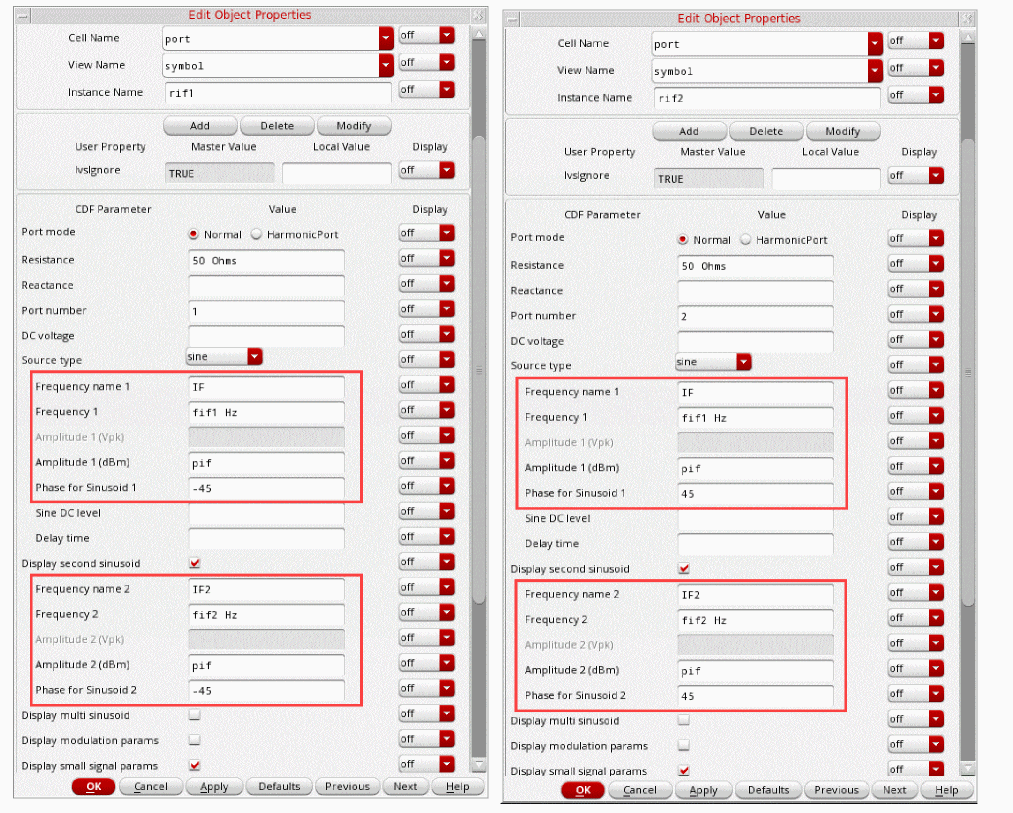 Edit Object Properties
Cell Name port off
View Name symbol off
Instance Name rif1 off
Add Delete Modify
User Property Master Value Local Value Display
lvsIgnore TRUE off
CDF Parameter Value Display
Port mode Normal HarmonicPort off
Resistance 50 Ohms off
Reactance off
Port number 1 off
DC voltage off
Source type sine off
Frequency name 1 IF off
Frequency 1 fif1 Hz off
Amplitude 1 (Vpk) off
Amplitude 1 (dBm) pif off
Phase for Sinusoid 1 -45 off
Sine DC level off
Delay time off
Display second sinusoid off
Frequency name 2 IF2 off
Frequency 2 fif2 Hz off
Amplitude 2 (Vpk) off
Amplitude 2 (dBm) pif off
Phase for Sinusoid 2 -45 off
Display multi sinusoid off
Display modulation params off
Display small signal params off
OK Cancel Apply Defaults Previous Next Help
Edit Object Properties
Cell Name port off
View Name symbol off
Instance Name rif2 off
Add Delete Modify
User Property Master Value Local Value Display
lvsIgnore TRUE off
CDF Parameter Value Display
Port mode Normal HarmonicPort off
Resistance 50 Ohms off
Reactance off
Port number 2 off
DC voltage off
Source type sine off
Frequency name 1 IF off
Frequency 1 fif1 Hz off
Amplitude 1 (Vpk) off
Amplitude 1 (dBm) pif off
Phase for Sinusoid 1 45 off
Sine DC level off
Delay time off
Display second sinusoid off
Frequency name 2 IF2 off
Frequency 2 fif2 Hz off
Amplitude 2 (Vpk) off
Amplitude 2 (dBm) pif off
Phase for Sinusoid 2 45 off
Display multi sinusoid off
Display modulation params off
Display small signal params off
OK Cancel Apply Defaults Previous Next Help